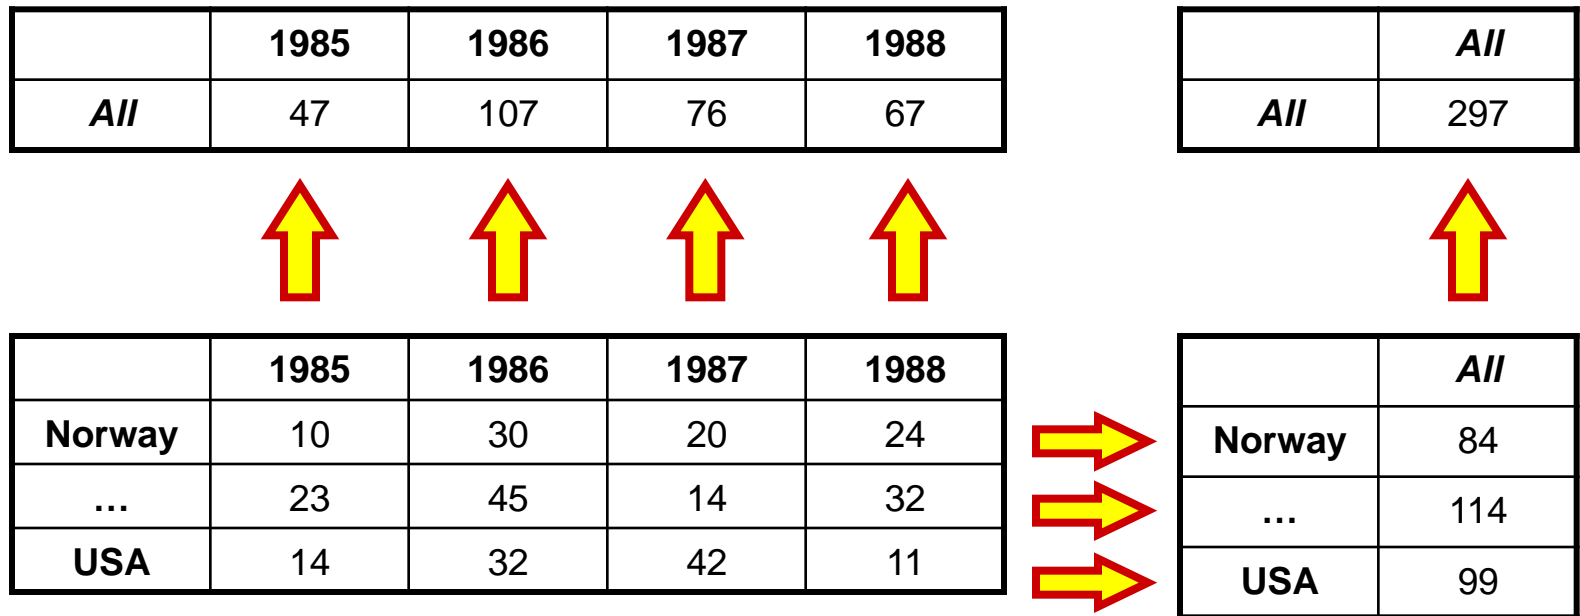 1985 1986 1987 1988
All 47 107 76 67
All
All 297
1985 1986 1987 1988
Norway 10 30 20 24
... 23 45 14 32
USA 14 32 42 11
All
Norway 84
... 114
USA 99